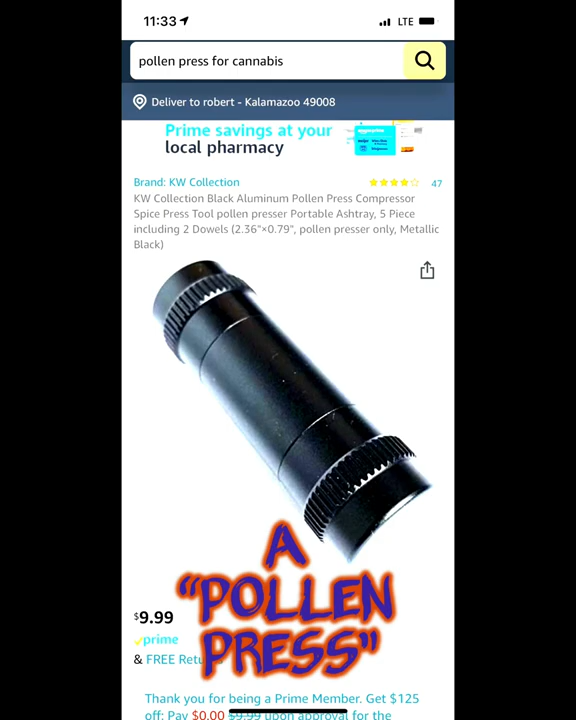 11:33
LTE
pollen press for cannabis
Deliver to robert - Kalamazoo 49008
Prime savings at your
local pharmacy
Brand: KW Collection
47
KW Collection Black Aluminum Pollen Press Compressor
Spice Press Tool pollen presser Portable Ashtray, 5 Piece
including 2 Dowels (2.36"×0.79", pollen presser only, Metallic
Black)
A
"POLLEN
PRESS"
$9.99
prime
& FREE Retu
Thank you for being a Prime Member. Get $125
off: Pay $0.00 $9.99 upon approval for the